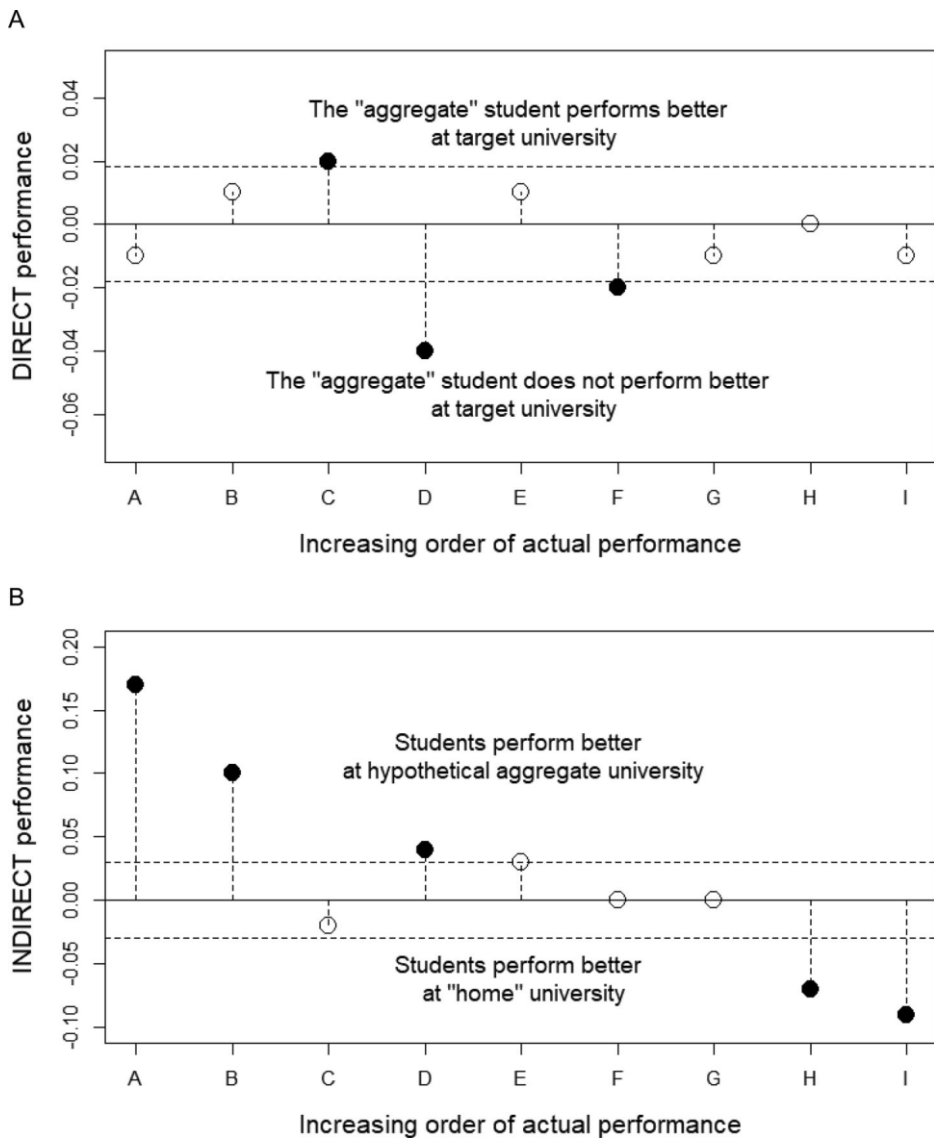 A
DIRECT performance
0.04
0.02
0.00
-0.02
-0.04
-0.06
The "aggregate" student performs better
at target university
The "aggregate" student does not perform better
at target university
A B C D E F G H I
Increasing order of actual performance
B
INDIRECT performance
0.20
0.15
0.10
0.05
0.00
-0.05
-0.10
Students perform better
at hypothetical aggregate university
Students perform better
at "home" university
A B C D E F G H I
Increasing order of actual performance